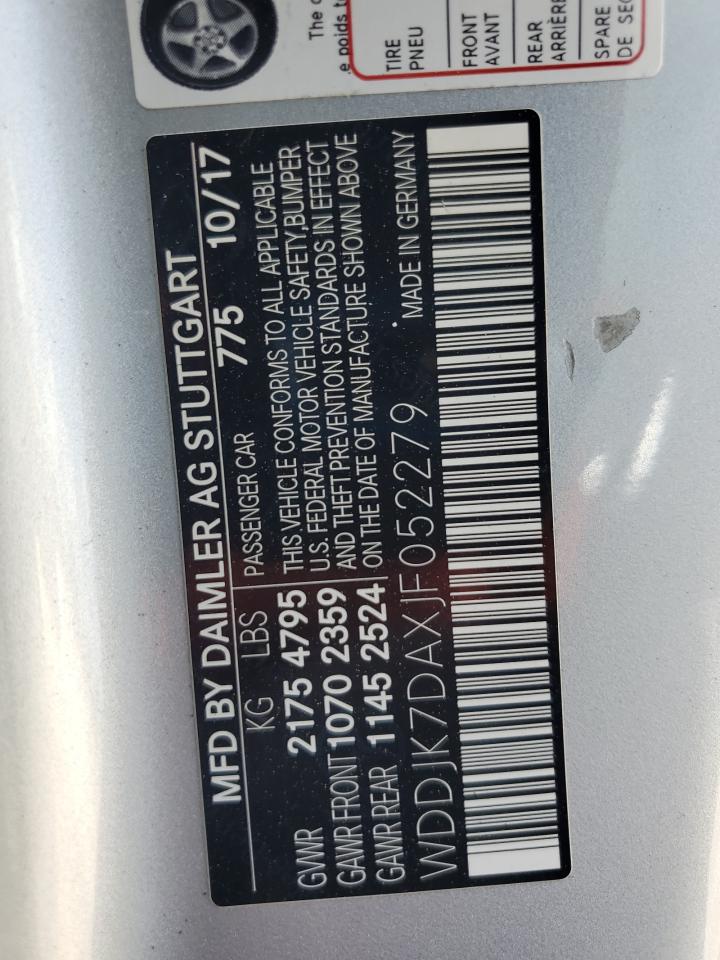 The
e poids
TIRE
PNEU
FRONT
AVANT
REAR
ARRIÈRE
SPARE
DE
MFD BY DAIMLER AG STUTTGART
KG LBS 775 10/17
GVWR 2175 4795
GAWR FRONT 1070 2359
GAWR REAR 1145 2524
PASSENGER CAR
THIS VEHICLE CONFORMS TO ALL APPLICABLE
U.S. FEDERAL MOTOR VEHICLE SAFETY,BUMPER
AND THEFT PREVENTION STANDARDS IN EFFECT
ON THE DATE OF MANUFACTURE SHOWN ABOVE
WDDJK7DAXJF052279
MADE IN GERMANY